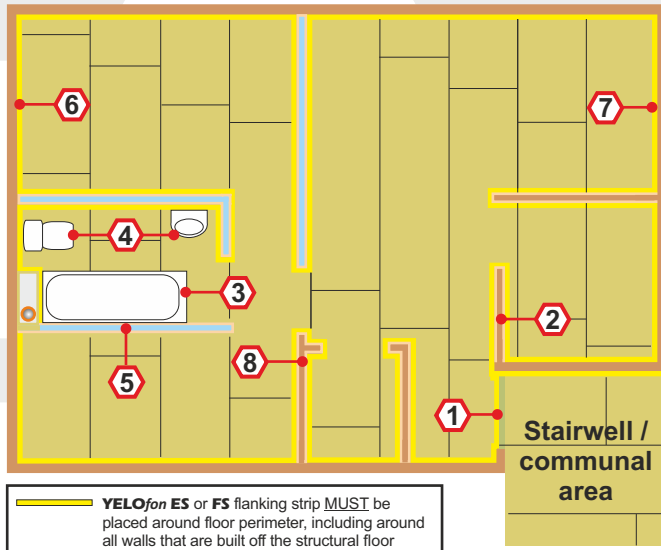 6
7
4
3
2
5
8
1
Stairwell /
communal
area
YELOfon ES or FS flanking strip MUST be
placed around floor perimeter, including around
all walls that are built off the structural floor